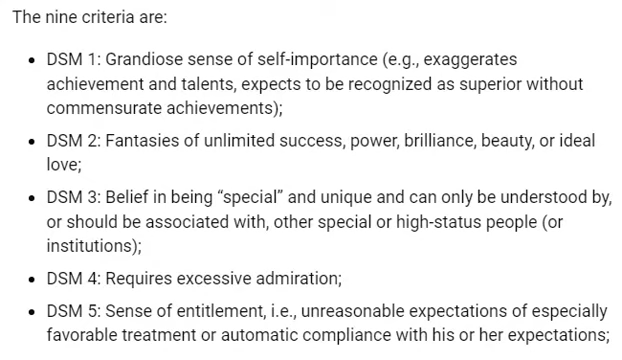 The nine criteria are:
• DSM 1: Grandiose sense of self-importance (e.g., exaggerates
achievement and talents, expects to be recognized as superior without
commensurate achievements);
• DSM 2: Fantasies of unlimited success, power, brilliance, beauty, or ideal
love;
• DSM 3: Belief in being “special” and unique and can only be understood by,
or should be associated with, other special or high-status people (or
institutions);
• DSM 4: Requires excessive admiration;
• DSM 5: Sense of entitlement, i.e., unreasonable expectations of especially
favorable treatment or automatic compliance with his or her expectations;